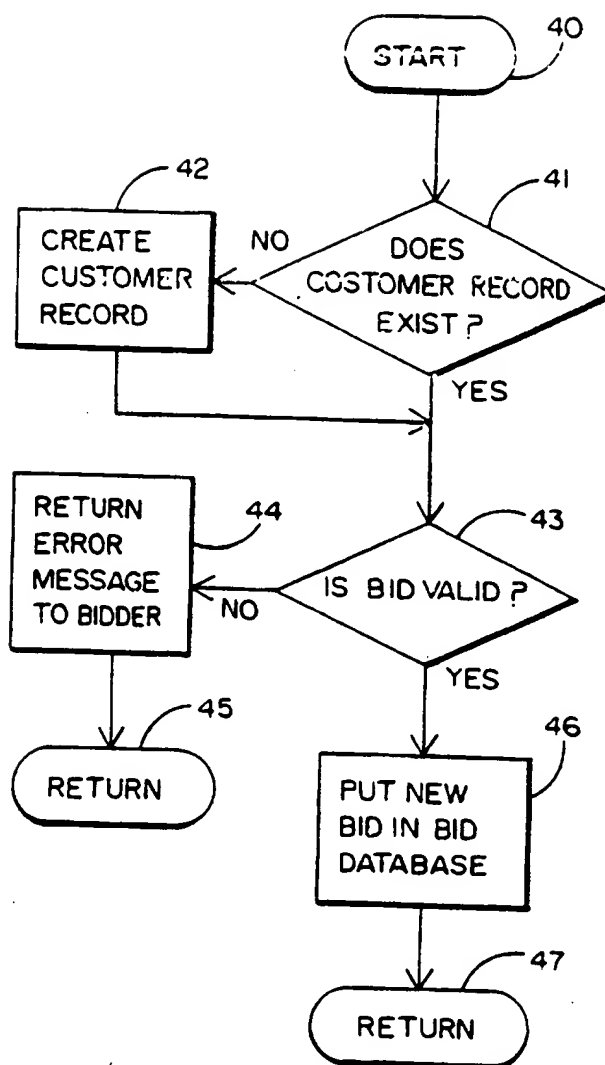 START
40
42
41
CREATE
CUSTOMER
RECORD
NO
DOES
COSTOMER RECORD
EXIST?
YES
RETURN
ERROR
MESSAGE
TO BIDDER
44
43
IS BID VALID?
NO
YES
45
RETURN
46
PUT NEW
BID IN BID
DATABASE
47
RETURN